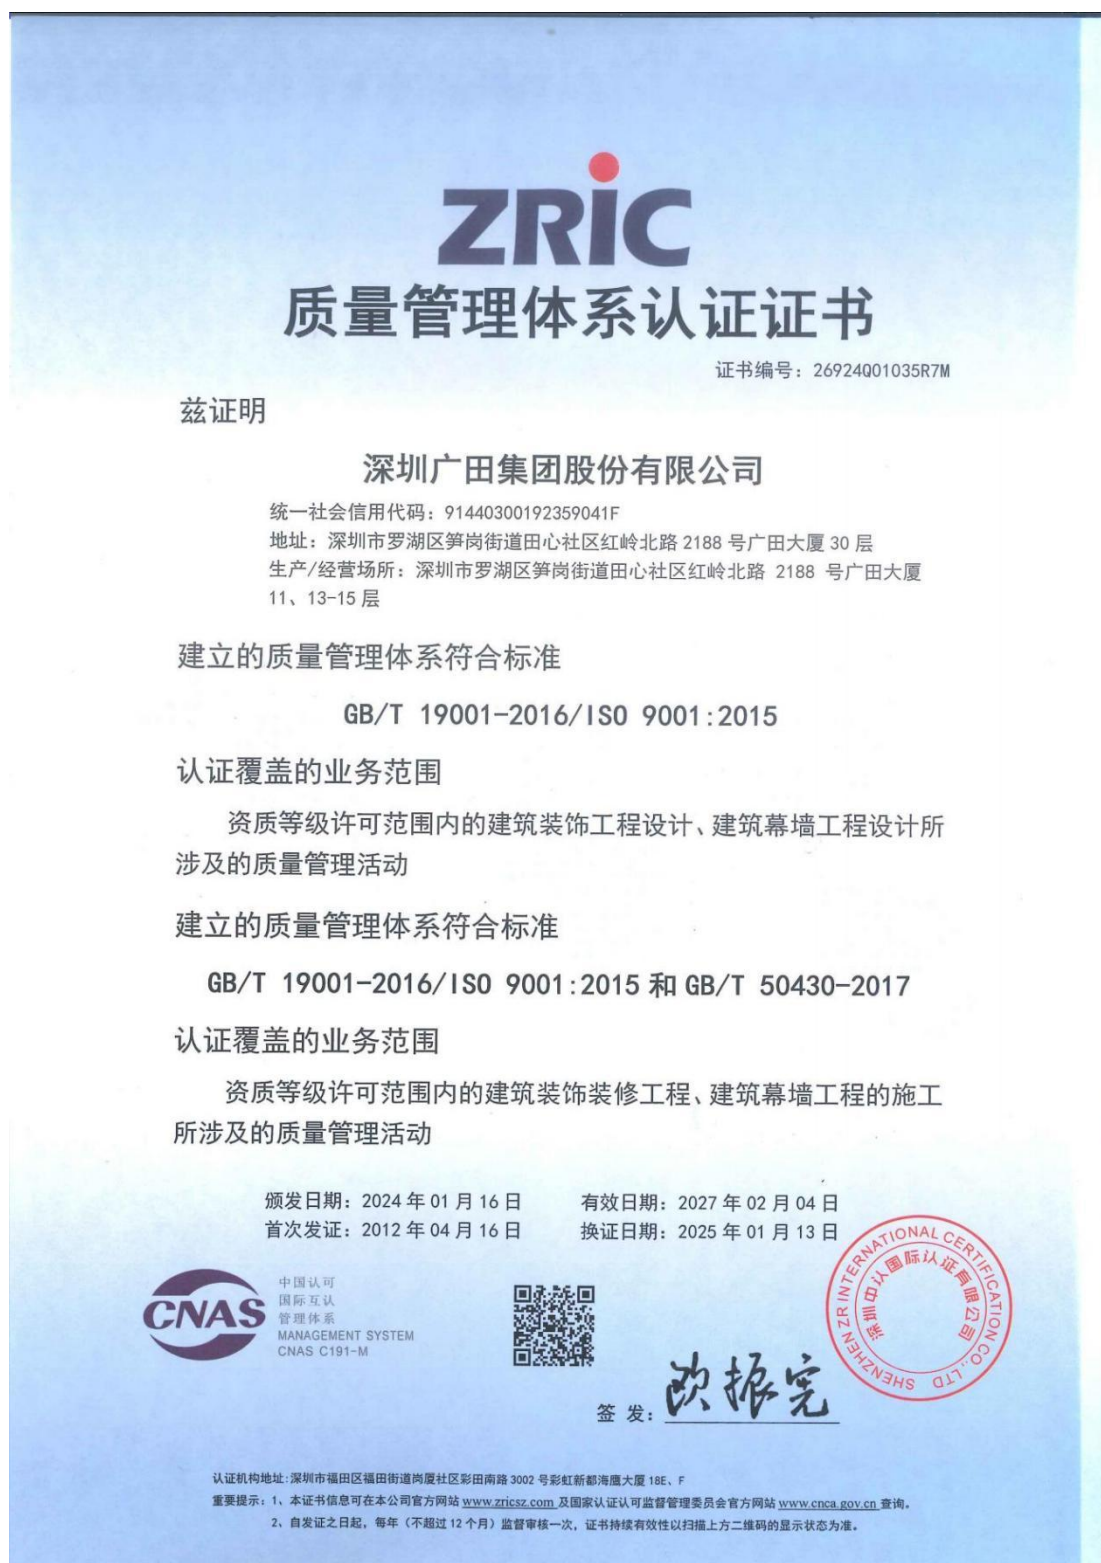 ZRIC
质量管理体系认证证书
证书编号：26924Q01035R7M
兹证明
深圳广田集团股份有限公司
统一社会信用代码：91440300192359041F
地址：深圳市罗湖区笋岗街道田心社区红岭北路 2188 号广田大厦 30 层
生产/经营场所：深圳市罗湖区笋岗街道田心社区红岭北路 2188 号广田大厦
11、13-15 层
建立的质量管理体系符合标准
GB/T 19001-2016/ISO 9001:2015
认证覆盖的业务范围
资质等级许可范围内的建筑装饰工程设计、建筑幕墙工程设计所
涉及的质量管理活动
建立的质量管理体系符合标准
GB/T 19001-2016/ISO 9001:2015 和 GB/T 50430-2017
认证覆盖的业务范围
资质等级许可范围内的建筑装饰装修工程、建筑幕墙工程的施工
所涉及的质量管理活动
颁发日期：2024 年 01 月 16 日
有效日期：2027 年 02 月 04 日
首次发证：2012 年 04 月 16 日
换证日期：2025 年 01 月 13 日
CNAS
中国认可
国际互认
管理体系
MANAGEMENT SYSTEM
CNAS C191-M
SHENZHEN ZR INTERNATIONAL CERTIFICATION CO., LTD
深圳中认国际认证有限公司
签 发：欧振宪
认证机构地址:深圳市福田区福田街道岗厦社区彩田南路 3002 号彩虹新都海鹰大厦 18E、F
重要提示：1、本证书信息可在本公司官方网站 www.zricsz.com 及国家认证认可监督管理委员会官方网站 www.cnca.gov.cn 查询。
2、自发证之日起，每年（不超过 12 个月）监督审核一次，证书持续有效性以扫描上方二维码的显示状态为准。